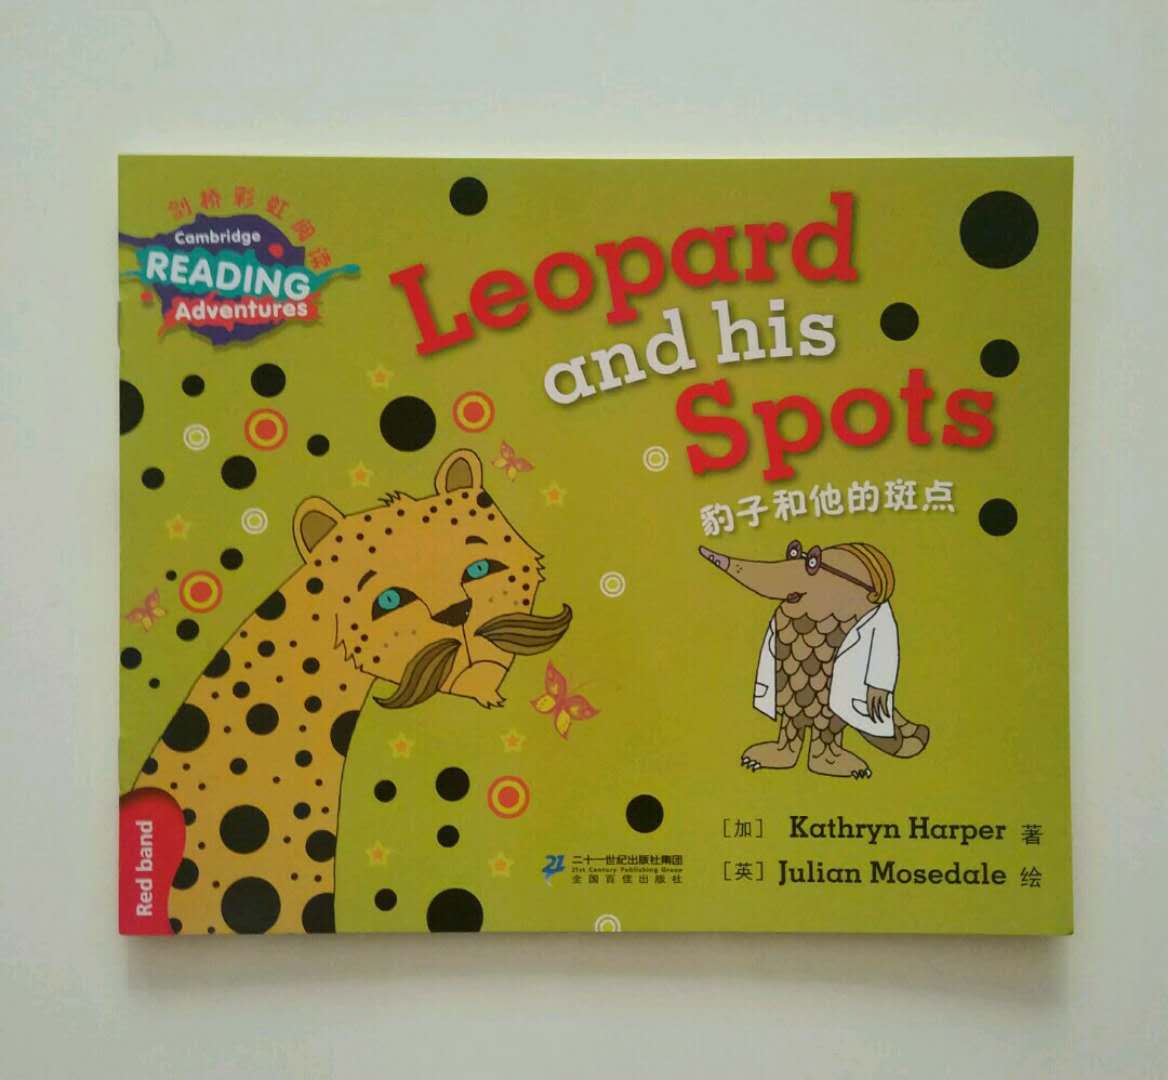 剑桥彩虹阅读
Cambridge
READING
Adventures
Leopard
and his
Spots
豹子和他的斑点
[加] Kathryn Harper 著
[英] Julian Mosedale 绘
21 二十一世纪出版社集团
21st Century Publishing Group
全国百佳出版社
Red band